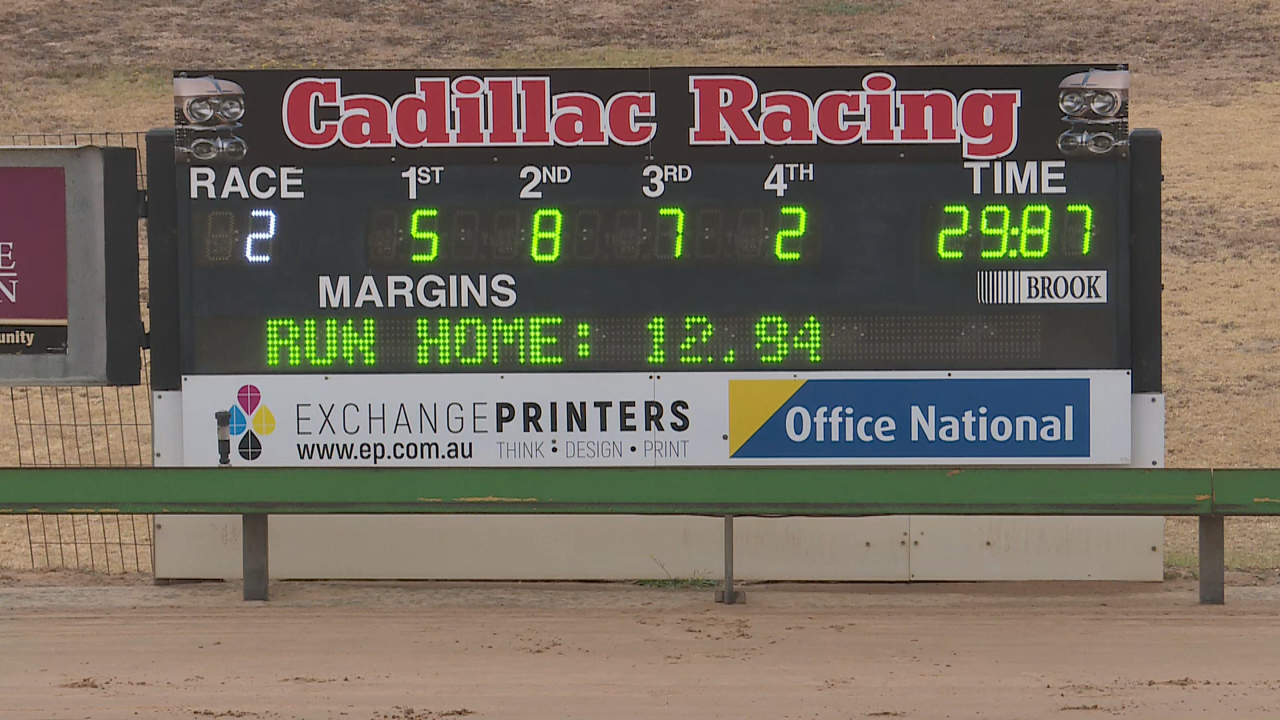 Cadillac Racing
RACE 1ST 2ND 3RD 4TH TIME
2 5 8 7 2 29:87
MARGINS
BROOK
RUN HOME: 12.94
E
N
unity
EXCHANGEPRINTERS
www.ep.com.au THINK • DESIGN • PRINT
Office National